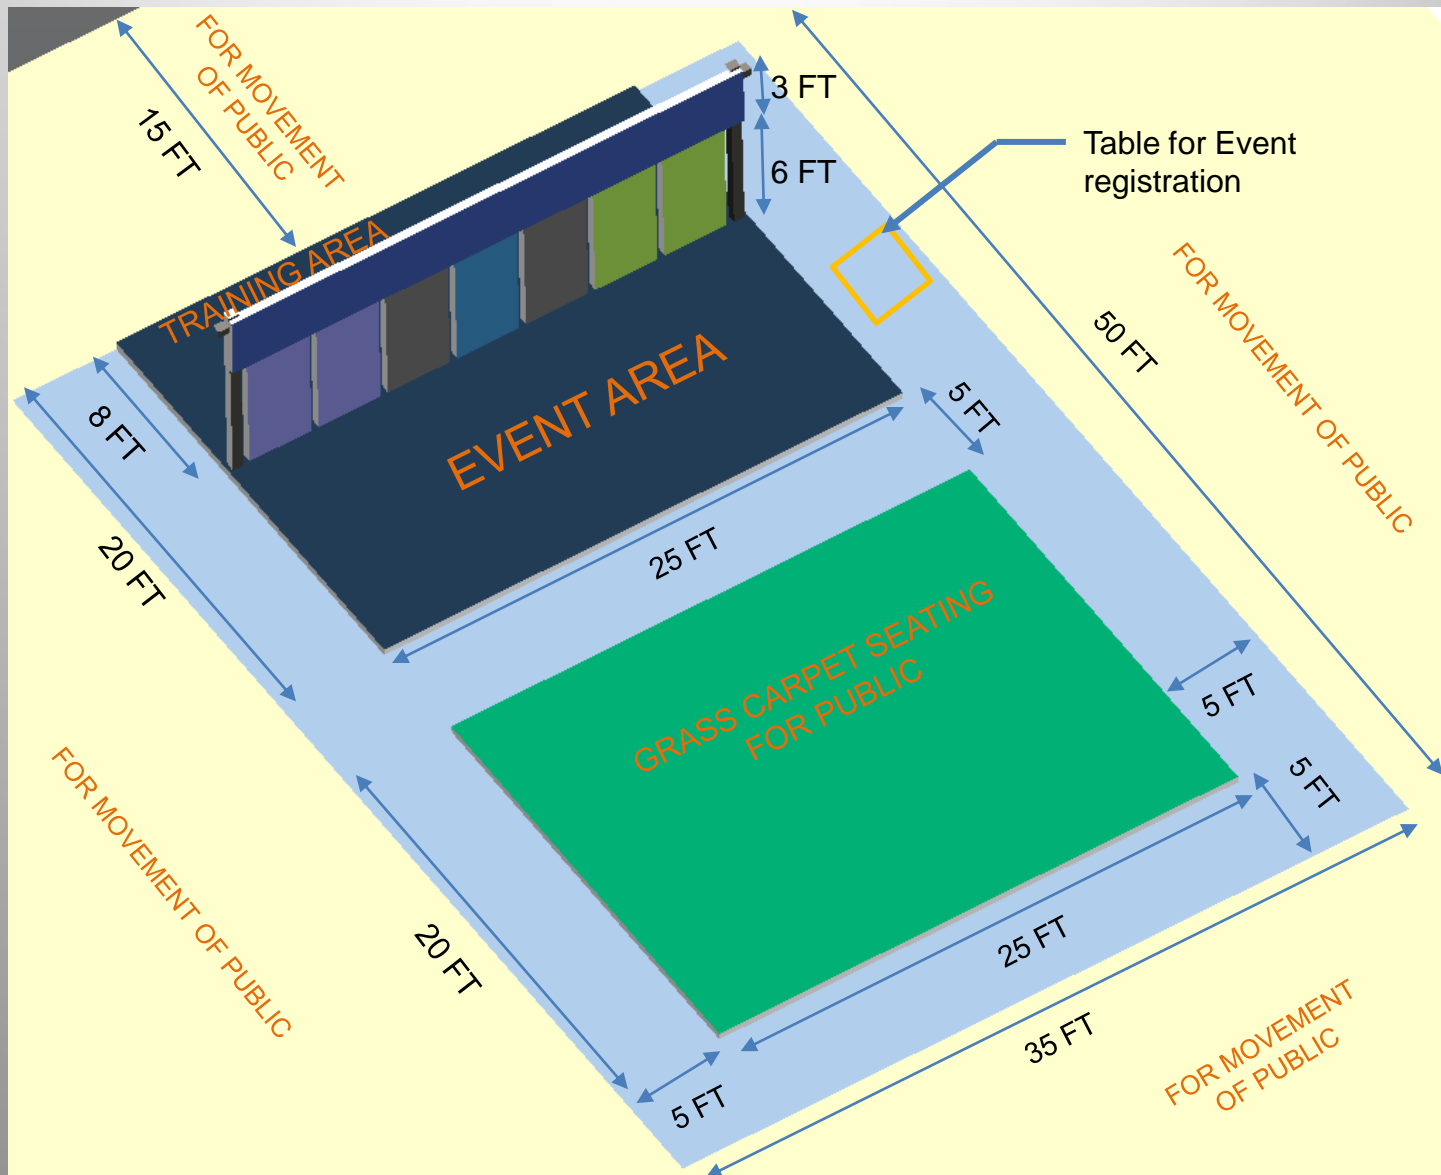 FOR MOVEMENT
OF PUBLIC
15 FT
3 FT
6 FT
Table for Event
registration
TRAINING AREA
EVENT AREA
8 FT
20 FT
25 FT
5 FT
50 FT
FOR MOVEMENT OF PUBLIC
GRASS CARPET SEATING
FOR PUBLIC
5 FT
5 FT
FOR MOVEMENT OF PUBLIC
20 FT
25 FT
35 FT
5 FT
FOR MOVEMENT
OF PUBLIC